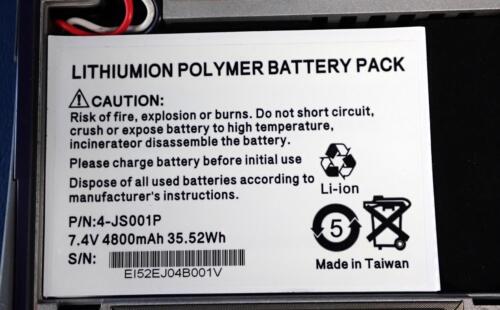 LITHIUMION POLYMER BATTERY PACK
CAUTION:
Risk of fire, explosion or burns. Do not short circuit,
crush or expose battery to high temperature,
incinerateor disassemble the battery.
Please charge battery before initial use
Dispose of all used batteries according to
manufacturer's instructions.
Li-ion
P/N:4-JS001P
7.4V 4800mAh 35.52Wh
S/N:
EI52EJ04B001V
5
Made in Taiwan